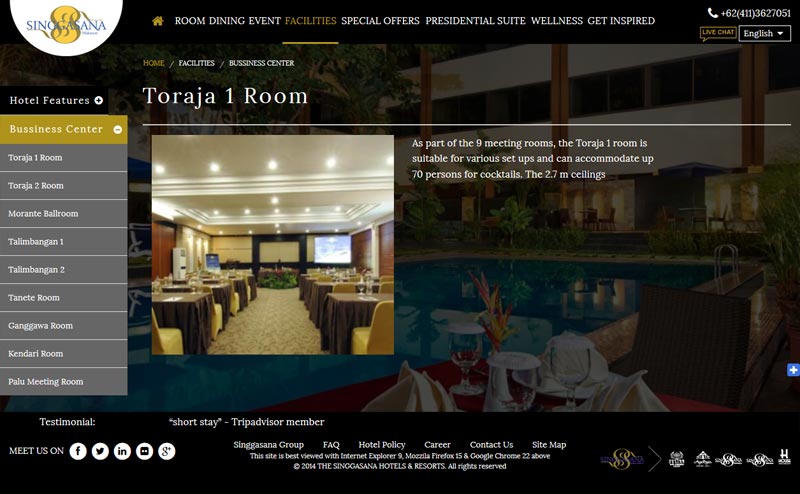 SINGGASANA
Makassar
ROOM DINING EVENT FACILITIES SPECIAL OFFERS PRESIDENTIAL SUITE WELLNESS GET INSPIRED
+62(411)3627051
LIVE CHAT
English
HOME / FACILITIES / BUSSINESS CENTER
Toraja 1 Room
Hotel Features
Bussiness Center
Toraja 1 Room
Toraja 2 Room
Morante Ballroom
Talimbangan 1
Talimbangan 2
Tanete Room
Ganggawa Room
Kendari Room
Palu Meeting Room
As part of the 9 meeting rooms, the Toraja 1 room is
suitable for various set ups and can accommodate up
70 persons for cocktails. The 2.7 m ceilings
Testimonial:
“short stay” - Tripadvisor member
MEET US ON
Singgasana Group FAQ Hotel Policy Career Contact Us Site Map
This site is best viewed with Internet Explorer 9, Mozzila Firefox 15 & Google Chrome 22 above
© 2014 THE SINGGASANA HOTELS & RESORTS. All rights reserved
SINGGASANA